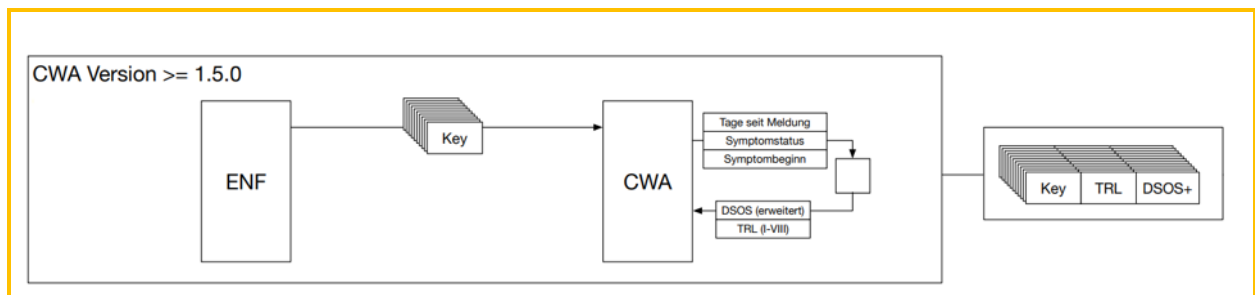 CWA Version >= 1.5.0
ENF
Key
CWA
Tage seit Meldung
Symptomstatus
Symptombeginn
DSOS (erweitert)
TRL (I-VIII)
Key TRL DSOS+